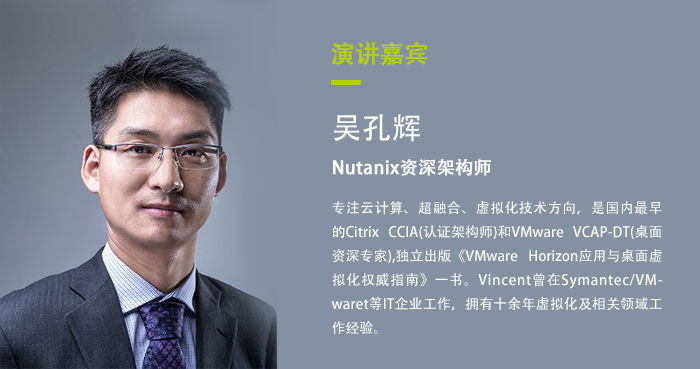 演讲嘉宾
吴孔辉
Nutanix资深架构师
专注云计算、超融合、虚拟化技术方向，是国内最早
的Citrix CCIA(认证架构师)和VMware VCAP-DT(桌面
资深专家),独立出版《VMware Horizon应用与桌面虚
拟化权威指南》一书。Vincent曾在Symantec/VM-
waret等IT企业工作，拥有十余年虚拟化及相关领域工
作经验。